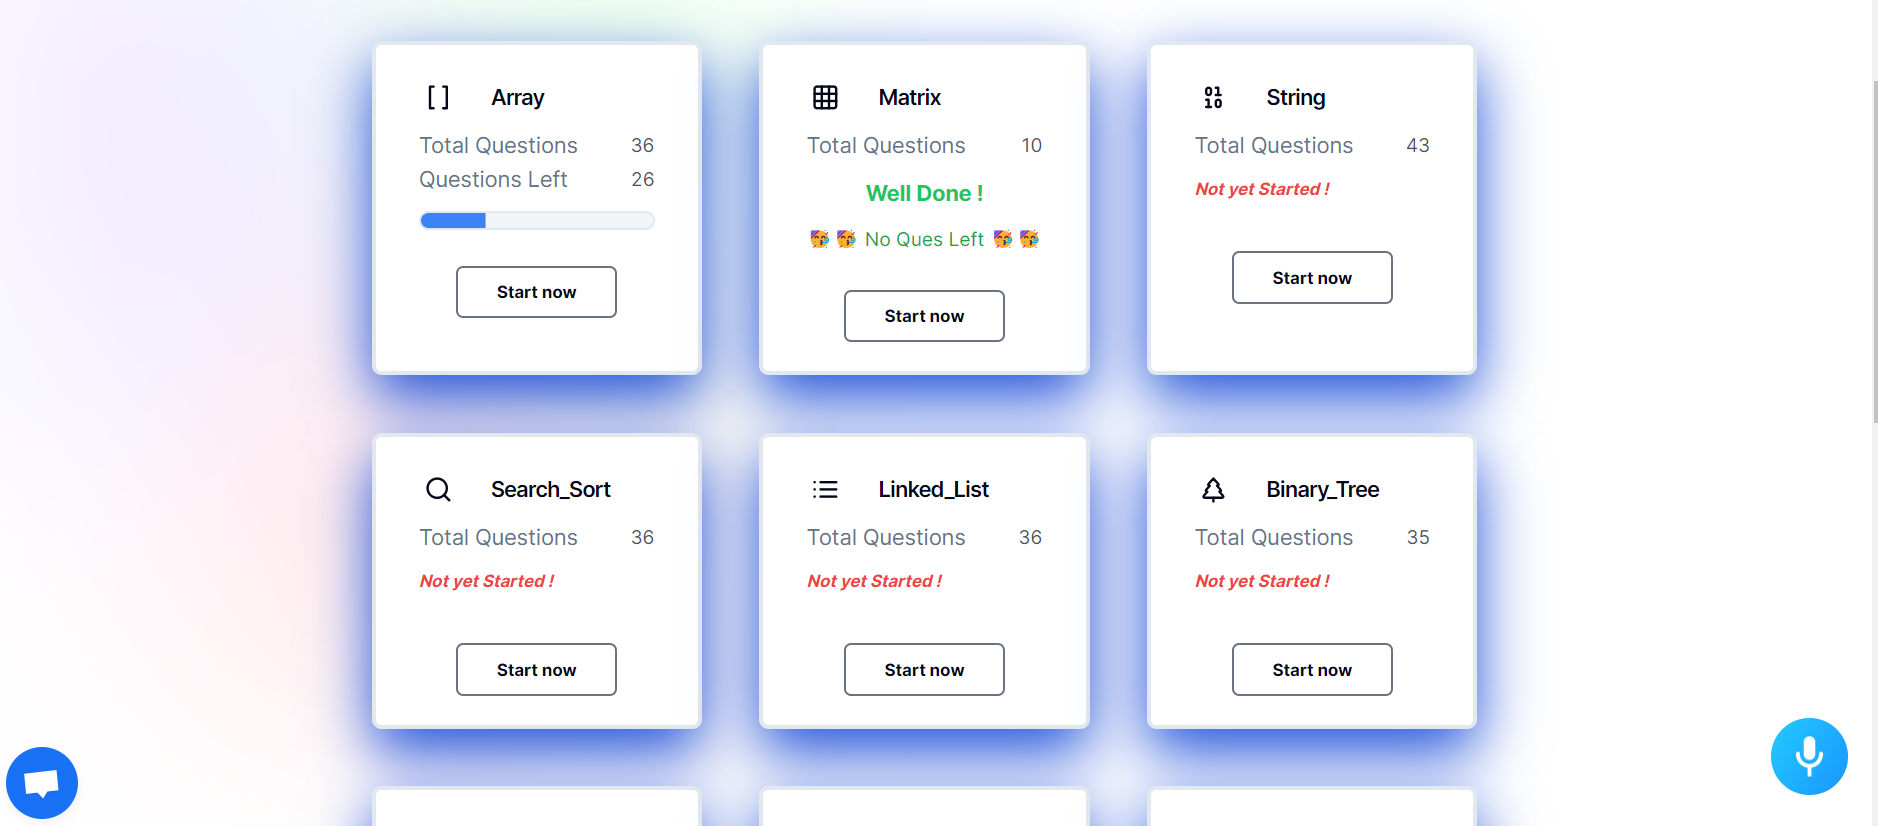 Array
Total Questions 36
Questions Left 26
Start now
Matrix
Total Questions 10
Well Done !
🥳 🥳 No Ques Left 🥳 🥳
Start now
01
10
String
Total Questions 43
Not yet Started !
Start now
Search_Sort
Total Questions 36
Not yet Started !
Start now
Linked_List
Total Questions 36
Not yet Started !
Start now
Binary_Tree
Total Questions 35
Not yet Started !
Start now